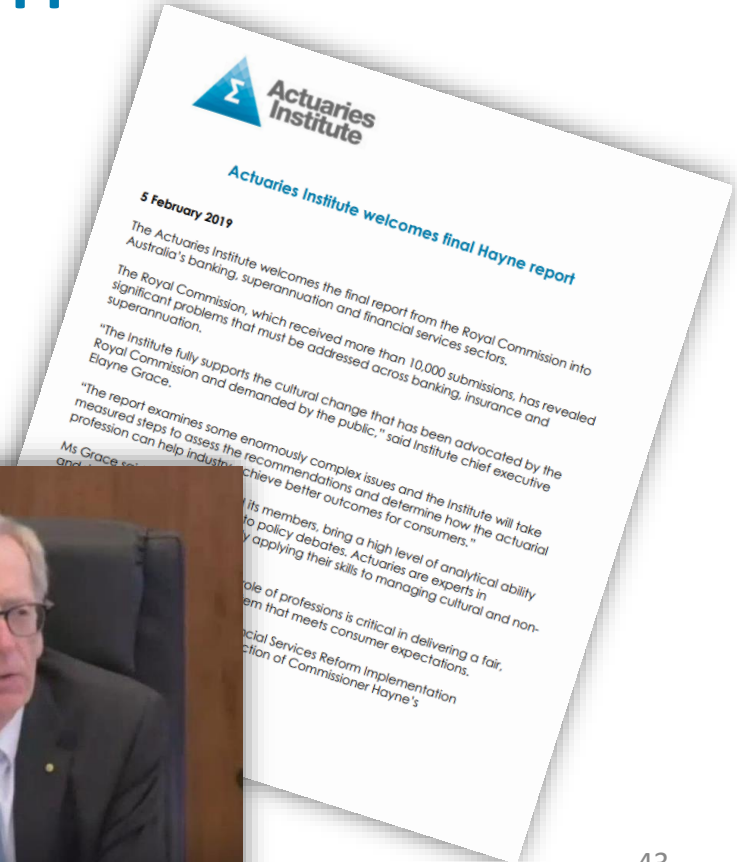 Σ
Actuaries
Institute
Actuaries Institute welcomes final Hayne report
5 February 2019
The Actuaries Institute welcomes the final report from the Royal Commission into
Australia's banking, superannuation and financial services sectors.
The Royal Commission, which received more than 10,000 submissions, has revealed
significant problems that must be addressed across banking, insurance and
superannuation.
"The Institute fully supports the cultural change that has been advocated by the
Royal Commission and demanded by the public," said Institute chief executive
Elayne Grace.
"The report examines some enormously complex issues and the Institute will take
measured steps to assess the recommendations and determine how the actuarial
profession can help industry achieve better outcomes for consumers."
Ms Grace
its members, bring a high level of analytical ability
to policy debates. Actuaries are experts in
applying their skills to managing cultural and non-
role of professions is critical in delivering a fair,
that meets consumer expectations.
Services Reform Implementation
of Commissioner Hayne's